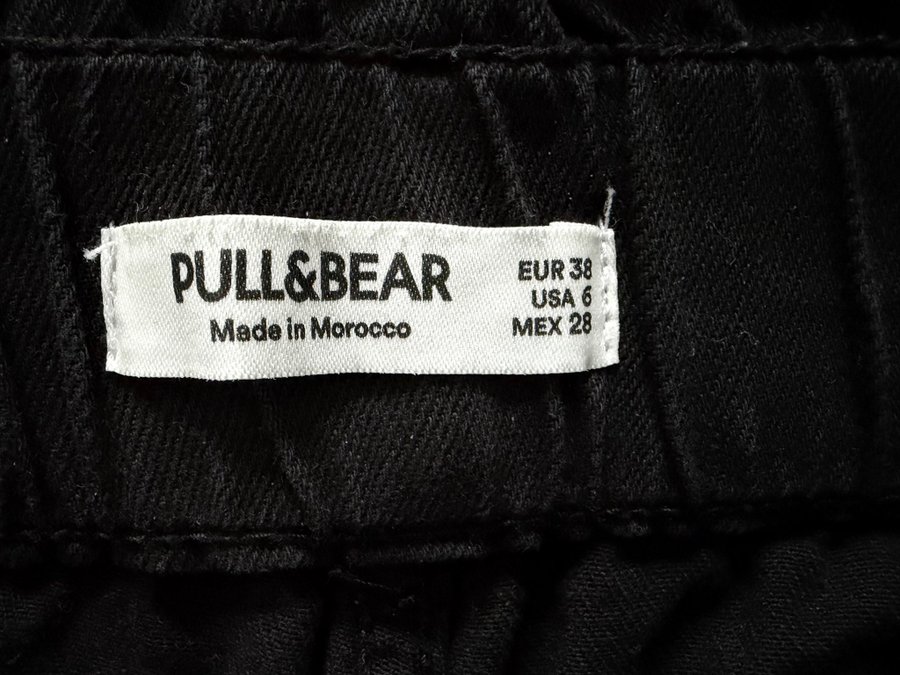 PULL&BEAR
Made in Morocco
EUR 38
USA 6
MEX 28